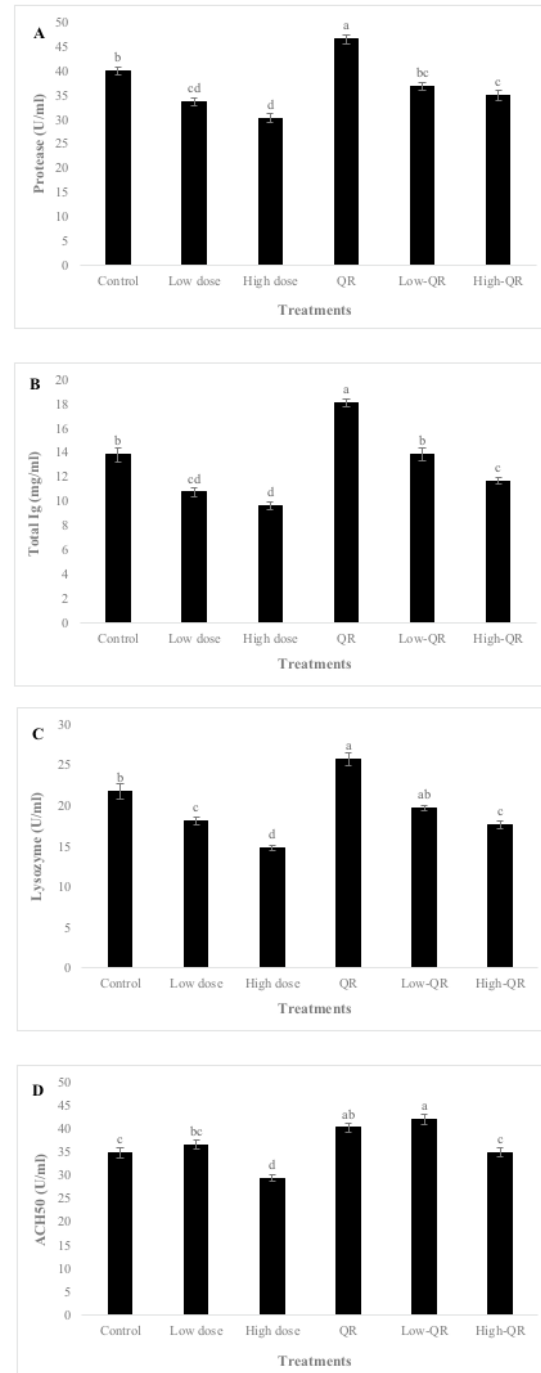 A
Protease (U/ml)
50
45
40
35
30
25
20
15
10
5
0
b
cd
d
a
bc
c
Control Low dose High dose QR Low-QR High-QR
Treatments
B
Total Ig (mg/ml)
20
18
16
14
12
10
8
6
4
2
0
b
cd
d
a
b
c
Control Low dose High dose QR Low-QR High-QR
Treatments
C
Lysozyme (U/ml)
30
25
20
15
10
5
0
b
c
d
a
ab
c
Control Low dose High dose QR Low-QR High-QR
Treatments
D
ACH50 (U/ml)
50
45
40
35
30
25
20
15
10
5
0
c
bc
d
ab
a
c
Control Low dose High dose QR Low-QR High-QR
Treatments